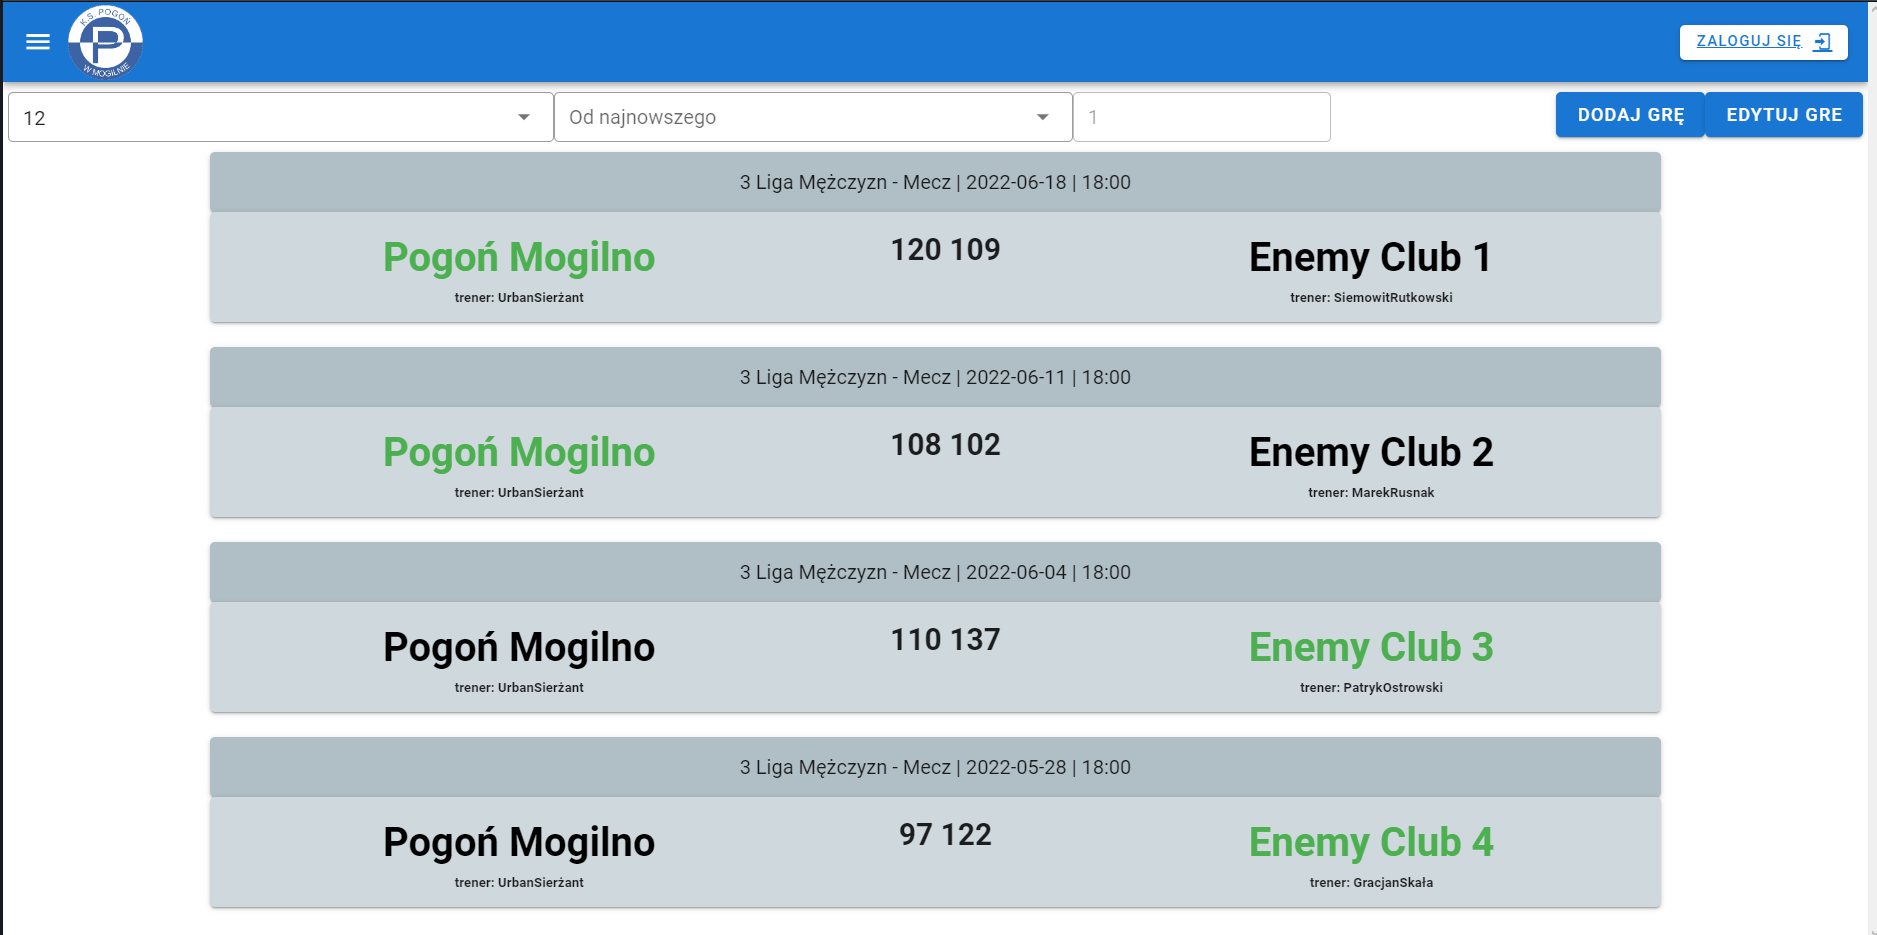 K.S. POGOŃ
P
W MOGILNIE
ZALOGUJ SIĘ
12
Od najnowszego
1
DODAJ GRĘ
EDYTUJ GRE
3 Liga Mężczyzn - Mecz | 2022-06-18 | 18:00
Pogoń Mogilno
120 109
Enemy Club 1
trener: UrbanSierżant
trener: SiemowitRutkowski
3 Liga Mężczyzn - Mecz | 2022-06-11 | 18:00
Pogoń Mogilno
108 102
Enemy Club 2
trener: UrbanSierżant
trener: MarekRusnak
3 Liga Mężczyzn - Mecz | 2022-06-04 | 18:00
Pogoń Mogilno
110 137
Enemy Club 3
trener: UrbanSierżant
trener: PatrykOstrowski
3 Liga Mężczyzn - Mecz | 2022-05-28 | 18:00
Pogoń Mogilno
97 122
Enemy Club 4
trener: UrbanSierżant
trener: GracjanSkała